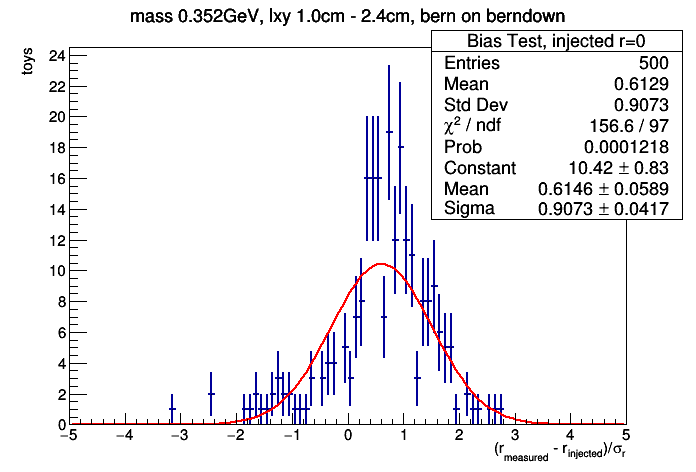 mass 0.352GeV, lxy 1.0cm - 2.4cm, bern on berndown
Bias Test, injected r=0
Entries 500
Mean 0.6129
Std Dev 0.9073
χ² / ndf 156.6 / 97
Prob 0.0001218
Constant 10.42 ± 0.83
Mean 0.6146 ± 0.0589
Sigma 0.9073 ± 0.0417
toys
24
22
20
18
16
14
12
10
8
6
4
2
0
−5 −4 −3 −2 −1 0 1 2 3 4 5
(r_measured - r_injected)/σ_r